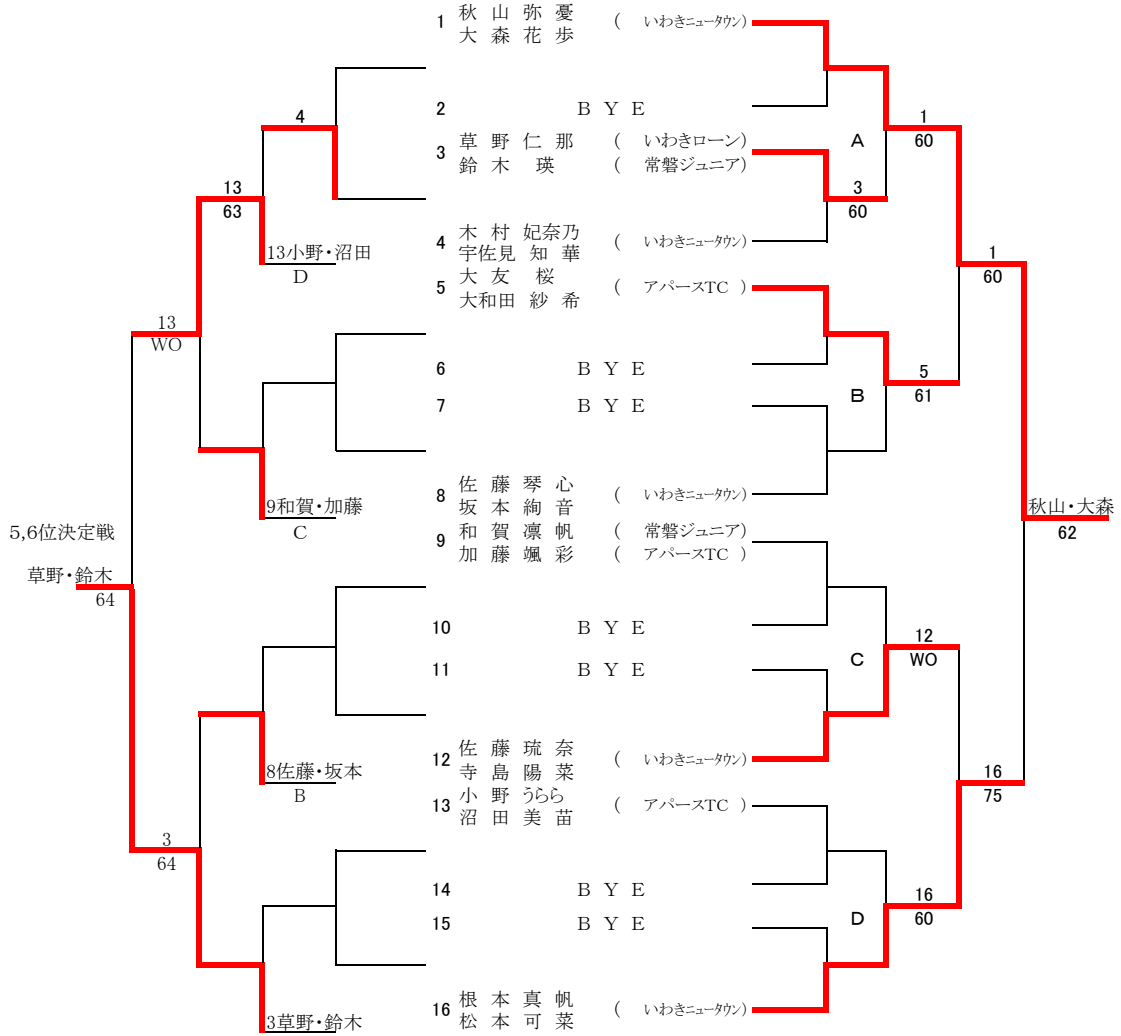 1 秋山弥憂 ( いわきニュータウン)
大森花歩
2 BYE
4
1
60
A
3 草野仁那 ( いわきローン)
鈴木瑛 ( 常磐ジュニア)
13
63
3
60
4 木村妃奈乃 ( いわきニュータウン)
宇佐見知華
13小野・沼田
D
1
60
5 大友桜 ( アパースTC )
大和田紗希
13
WO
6 BYE
5
61
7 BYE
B
8 佐藤琴心 ( いわきニュータウン)
坂本絢音
9和賀・加藤
C
秋山・大森
62
9 和賀凛帆 ( 常磐ジュニア)
加藤颯彩 ( アパースTC )
5,6位決定戦
草野・鈴木
64
10 BYE
12
WO
11 BYE
C
12 佐藤琉奈 ( いわきニュータウン)
寺島陽菜
8佐藤・坂本
B
16
75
13 小野うらら ( アパースTC )
沼田美苗
3
64
14 BYE
16
60
15 BYE
D
16 根本真帆 ( いわきニュータウン)
松本可菜
3草野・鈴木